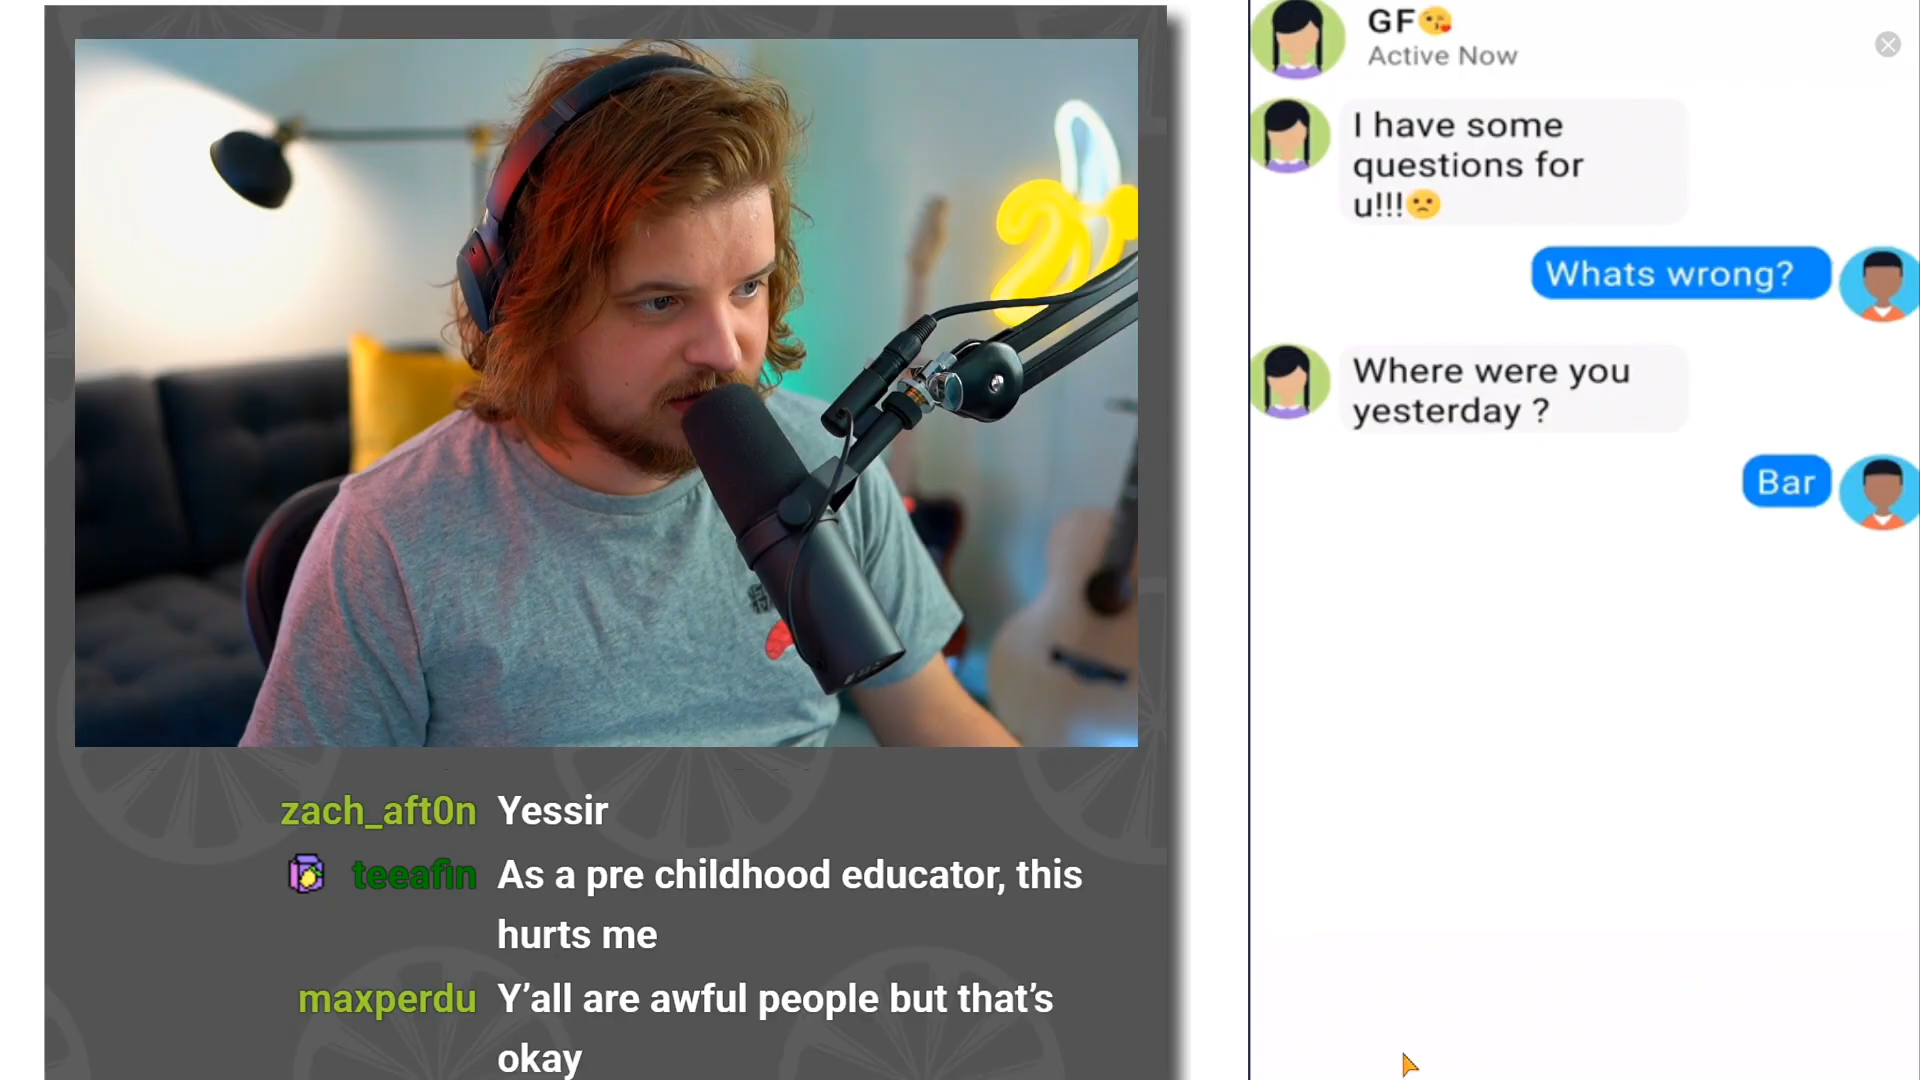 GF😘
Active Now
I have some
questions for
u!!!🙁
Whats wrong?
Where were you
yesterday ?
Bar
zach_aft0n Yessir
teeafin As a pre childhood educator, this
hurts me
maxperdu Y’all are awful people but that’s
okay